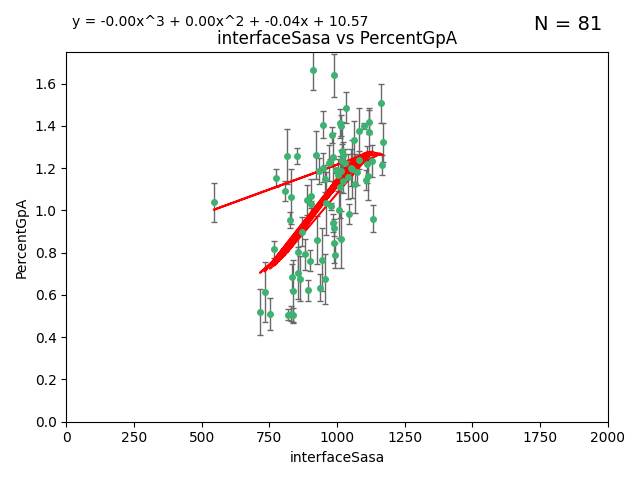 y = -0.00x^3 + 0.00x^2 + -0.04x + 10.57
N = 81
interfaceSasa vs PercentGpA
1.6
1.4
1.2
1.0
0.8
0.6
0.4
0.2
0.0
PercentGpA
0 250 500 750 1000 1250 1500 1750 2000
interfaceSasa